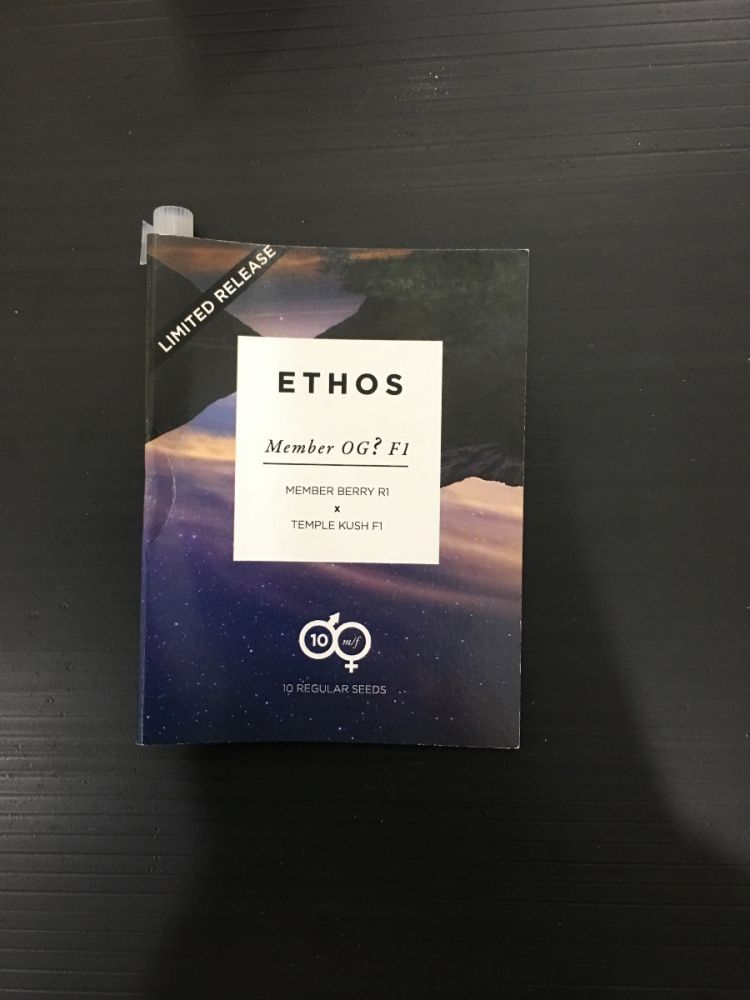 LIMITED RELEASE
ETHOS
Member OG? F1
MEMBER BERRY R1
x
TEMPLE KUSH F1
10 m/f
10 REGULAR SEEDS